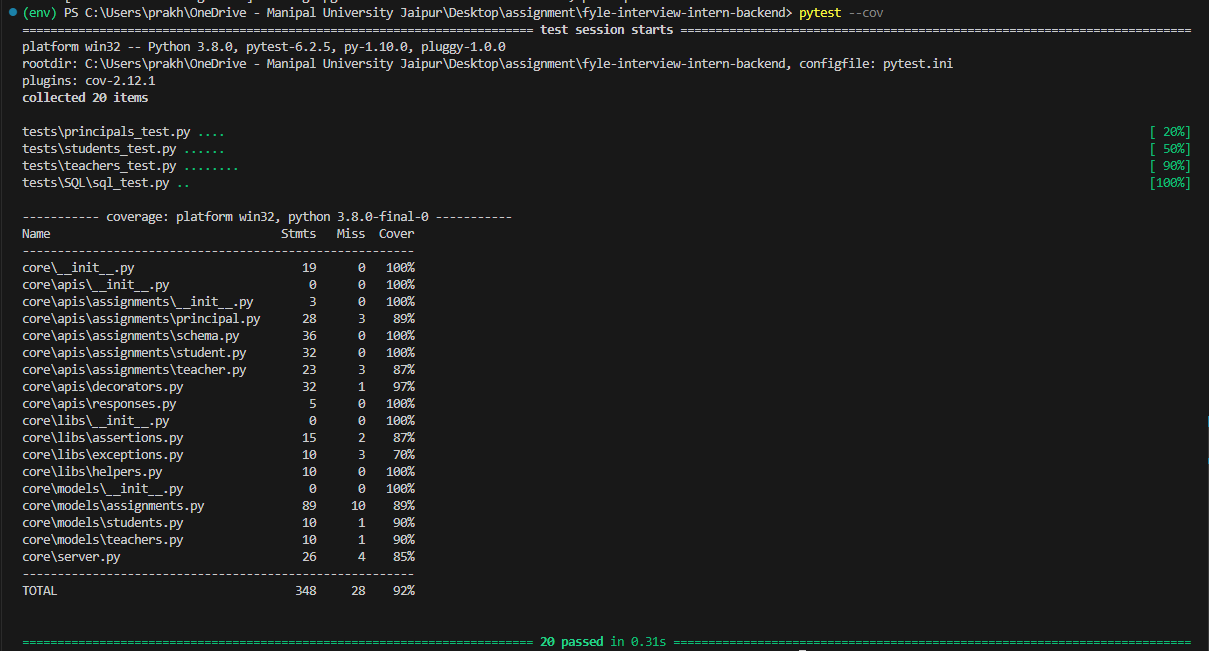 (env) PS C:\Users\prakh\OneDrive - Manipal University Jaipur\Desktop\assignment\fyle-interview-intern-backend> pytest --cov
============================= test session starts =============================
platform win32 -- Python 3.8.0, pytest-6.2.5, py-1.10.0, pluggy-1.0.0
rootdir: C:\Users\prakh\OneDrive - Manipal University Jaipur\Desktop\assignment\fyle-interview-intern-backend, configfile: pytest.ini
plugins: cov-2.12.1
collected 20 items
tests\principals_test.py .... [ 20%]
tests\students_test.py ...... [ 50%]
tests\teachers_test.py ........ [ 90%]
tests\SQL\sql_test.py .. [100%]
----------- coverage: platform win32, python 3.8.0-final-0 -----------
Name Stmts Miss Cover
--------------------------------------------------------
core\__init__.py 19 0 100%
core\apis\__init__.py 0 0 100%
core\apis\assignments\__init__.py 3 0 100%
core\apis\assignments\principal.py 28 3 89%
core\apis\assignments\schema.py 36 0 100%
core\apis\assignments\student.py 32 0 100%
core\apis\assignments\teacher.py 23 3 87%
core\apis\decorators.py 32 1 97%
core\apis\responses.py 5 0 100%
core\libs\__init__.py 0 0 100%
core\libs\assertions.py 15 2 87%
core\libs\exceptions.py 10 3 70%
core\libs\helpers.py 10 0 100%
core\models\__init__.py 0 0 100%
core\models\assignments.py 89 10 89%
core\models\students.py 10 1 90%
core\models\teachers.py 10 1 90%
core\server.py 26 4 85%
--------------------------------------------------------
TOTAL 348 28 92%
============================= 20 passed in 0.31s =============================